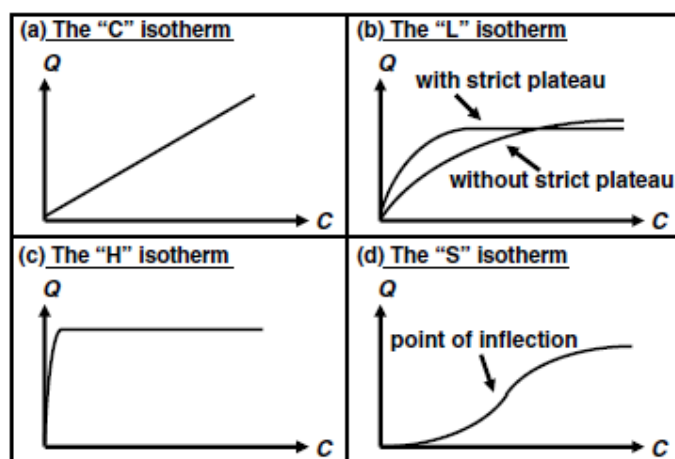 (a) The “C” isotherm
Q
C
(b) The “L” isotherm
Q
with strict plateau
without strict plateau
C
(c) The “H” isotherm
Q
C
(d) The “S” isotherm
Q
point of inflection
C